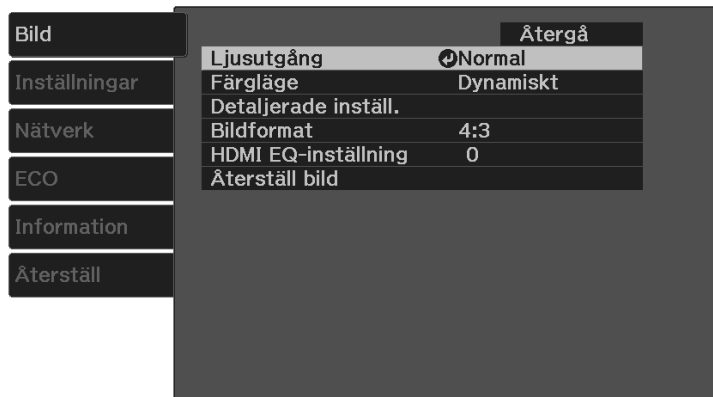 Bild
Inställningar
Nätverk
ECO
Information
Återställ
Återgå
Ljusutgång Normal
Färgläge Dynamiskt
Detaljerade inställ.
Bildformat 4:3
HDMI EQ-inställning 0
Återställ bild